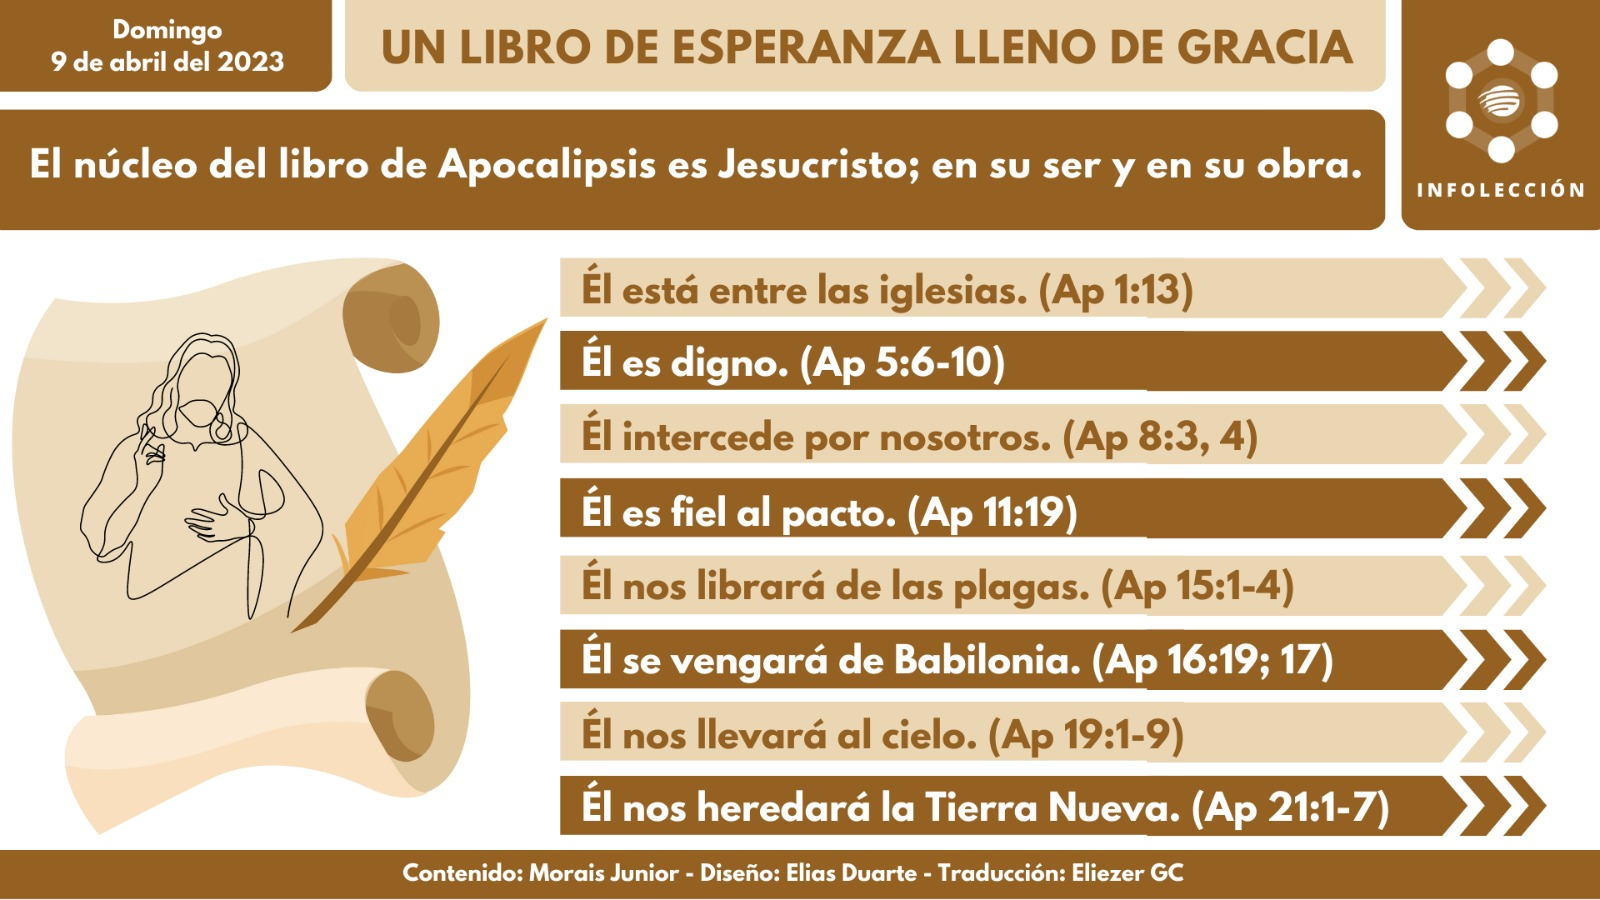 Domingo
9 de abril del 2023
UN LIBRO DE ESPERANZA LLENO DE GRACIA
INFOLECCIÓN
El núcleo del libro de Apocalipsis es Jesucristo; en su ser y en su obra.
Él está entre las iglesias. (Ap 1:13)
Él es digno. (Ap 5:6-10)
Él intercede por nosotros. (Ap 8:3, 4)
Él es fiel al pacto. (Ap 11:19)
Él nos librará de las plagas. (Ap 15:1-4)
Él se vengará de Babilonia. (Ap 16:19; 17)
Él nos llevará al cielo. (Ap 19:1-9)
Él nos heredará la Tierra Nueva. (Ap 21:1-7)
Contenido: Morais Junior - Diseño: Elias Duarte - Traducción: Eliezer GC